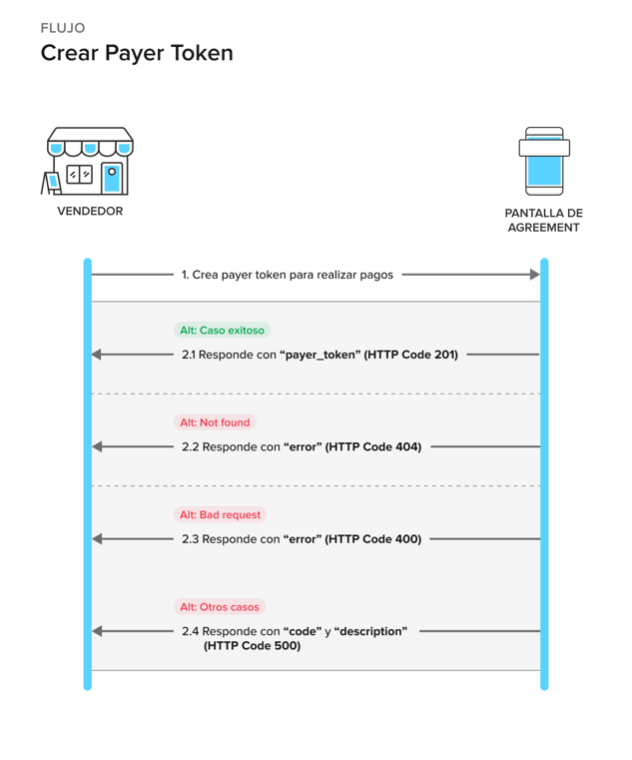 FLUJO
Crear Payer Token
VENDEDOR
PANTALLA DE
AGREEMENT
1. Crea payer token para realizar pagos
Alt: Caso exitoso
2.1 Responde con “payer_token” (HTTP Code 201)
Alt: Not found
2.2 Responde con “error” (HTTP Code 404)
Alt: Bad request
2.3 Responde con “error” (HTTP Code 400)
Alt: Otros casos
2.4 Responde con “code” y “description”
(HTTP Code 500)